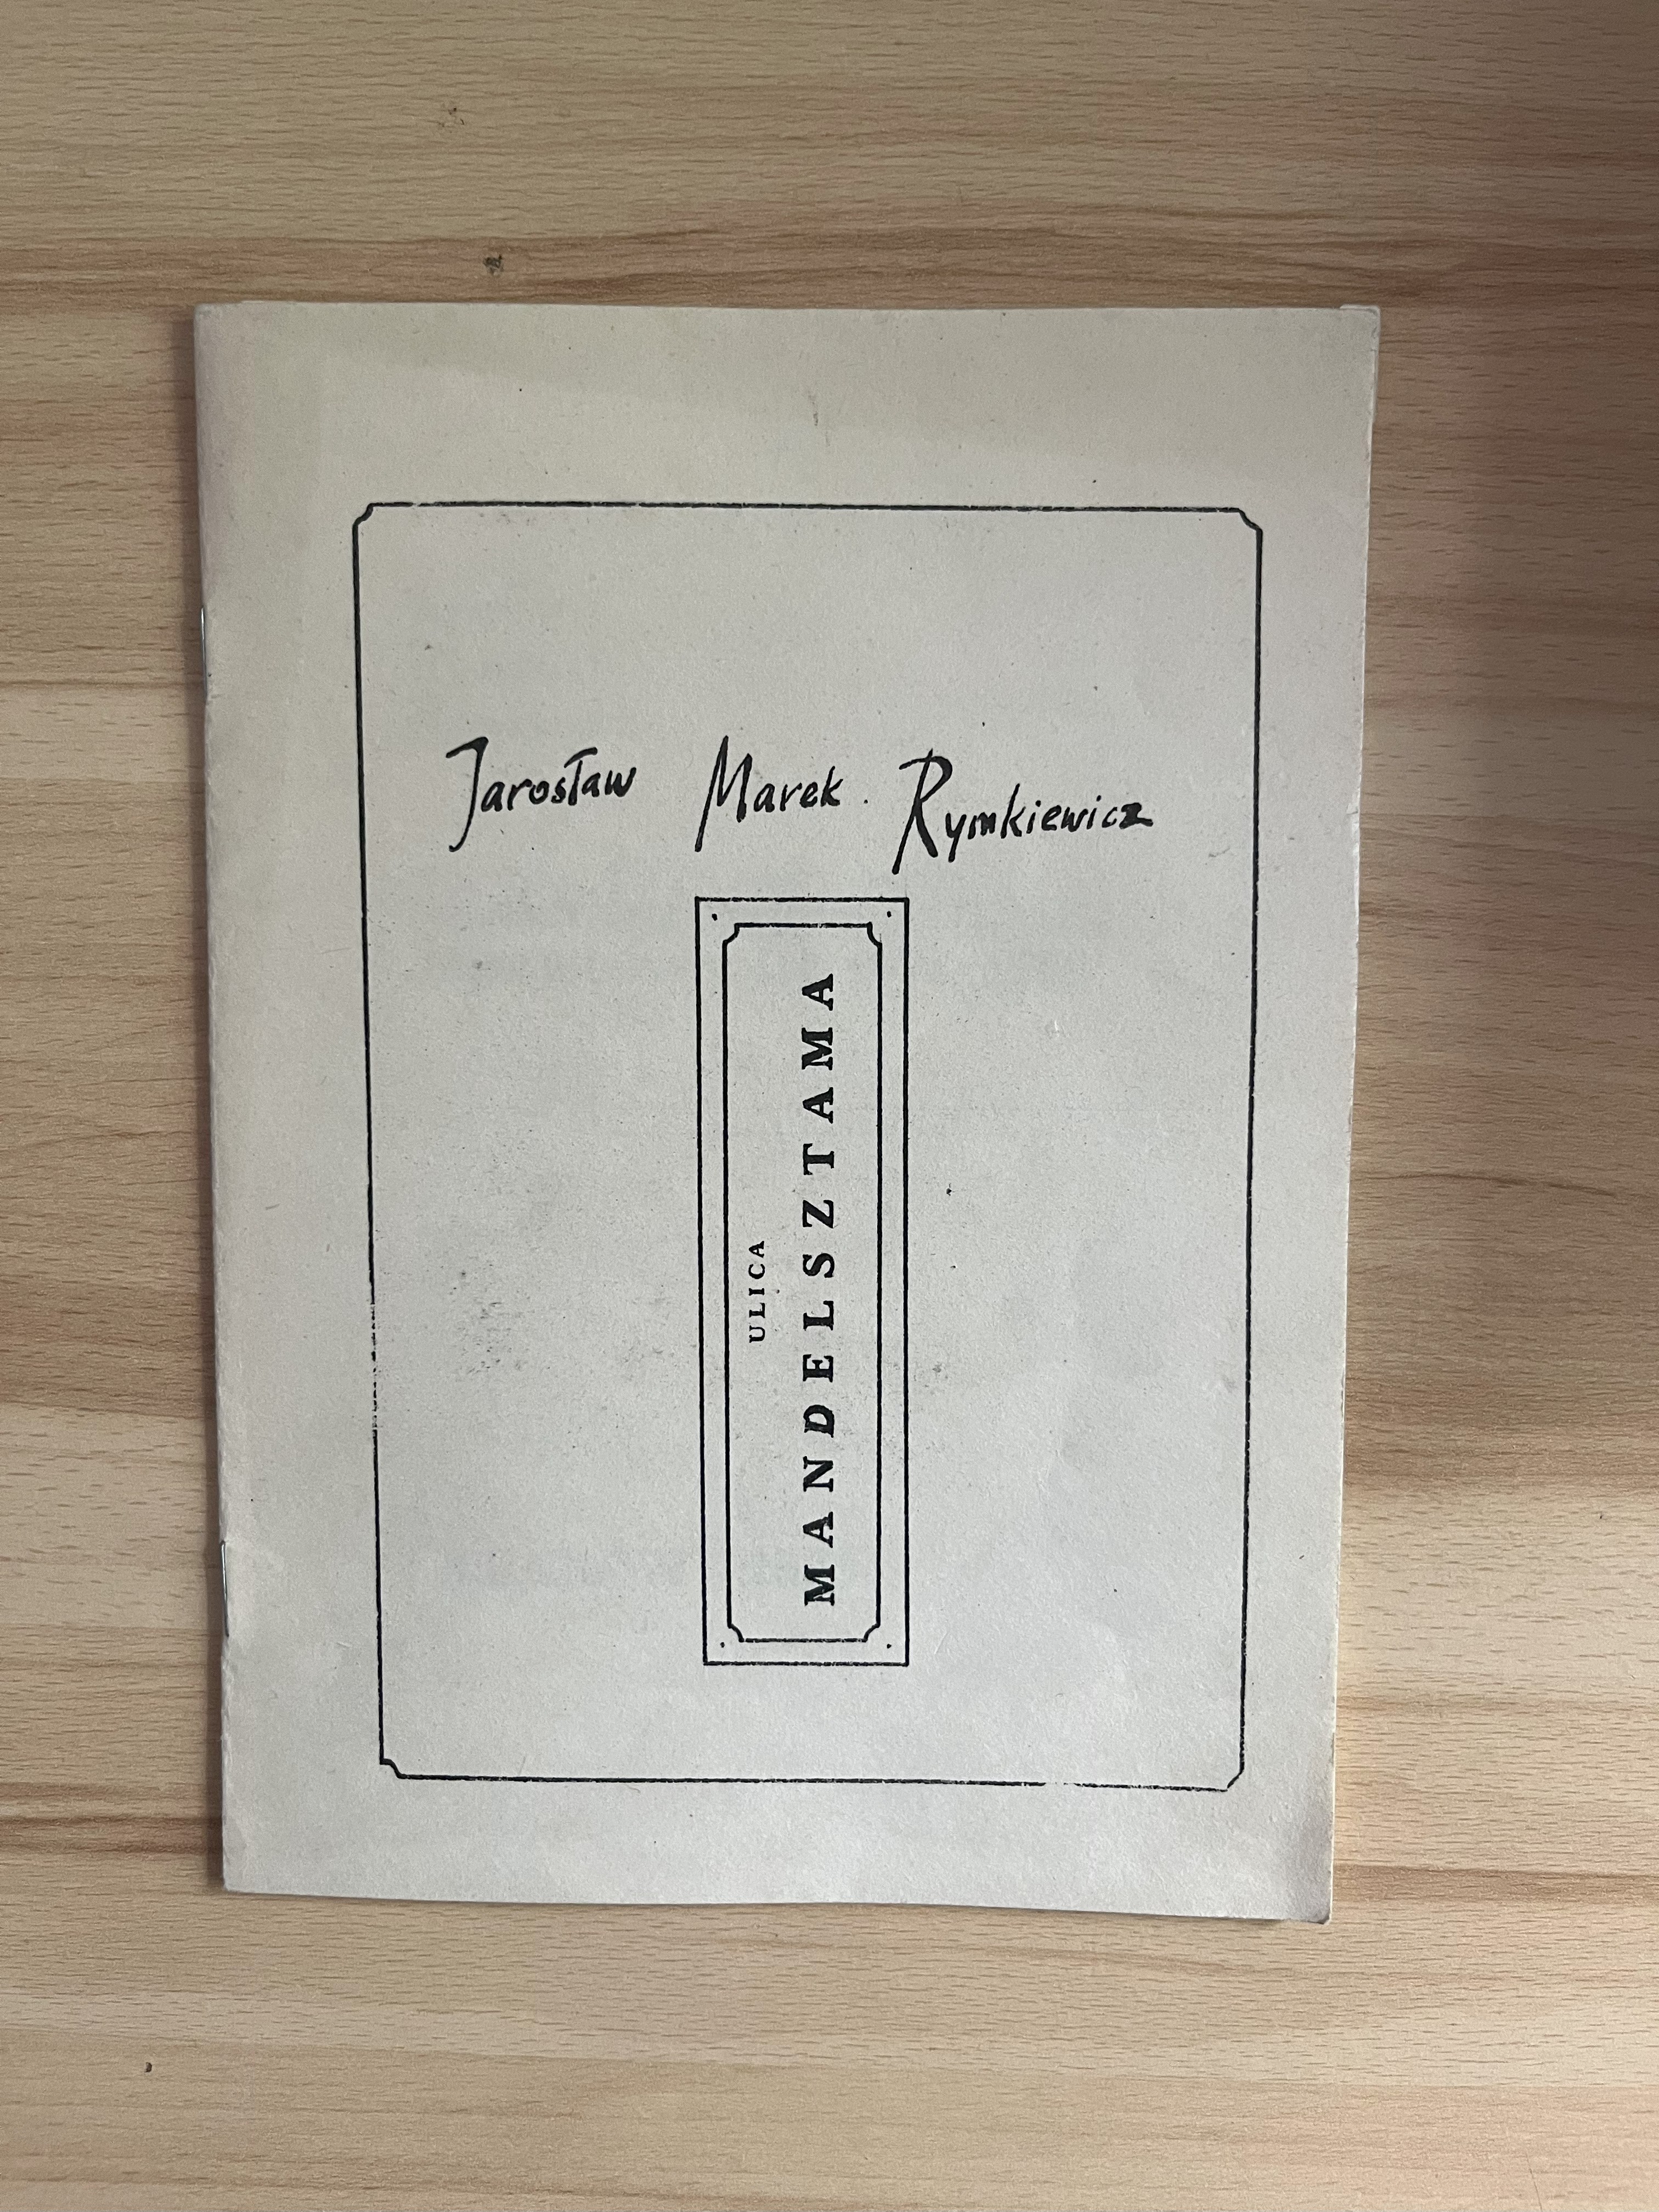 Jarosław Marek Rymkiewicz
ULICA
MANDELSZTAMA